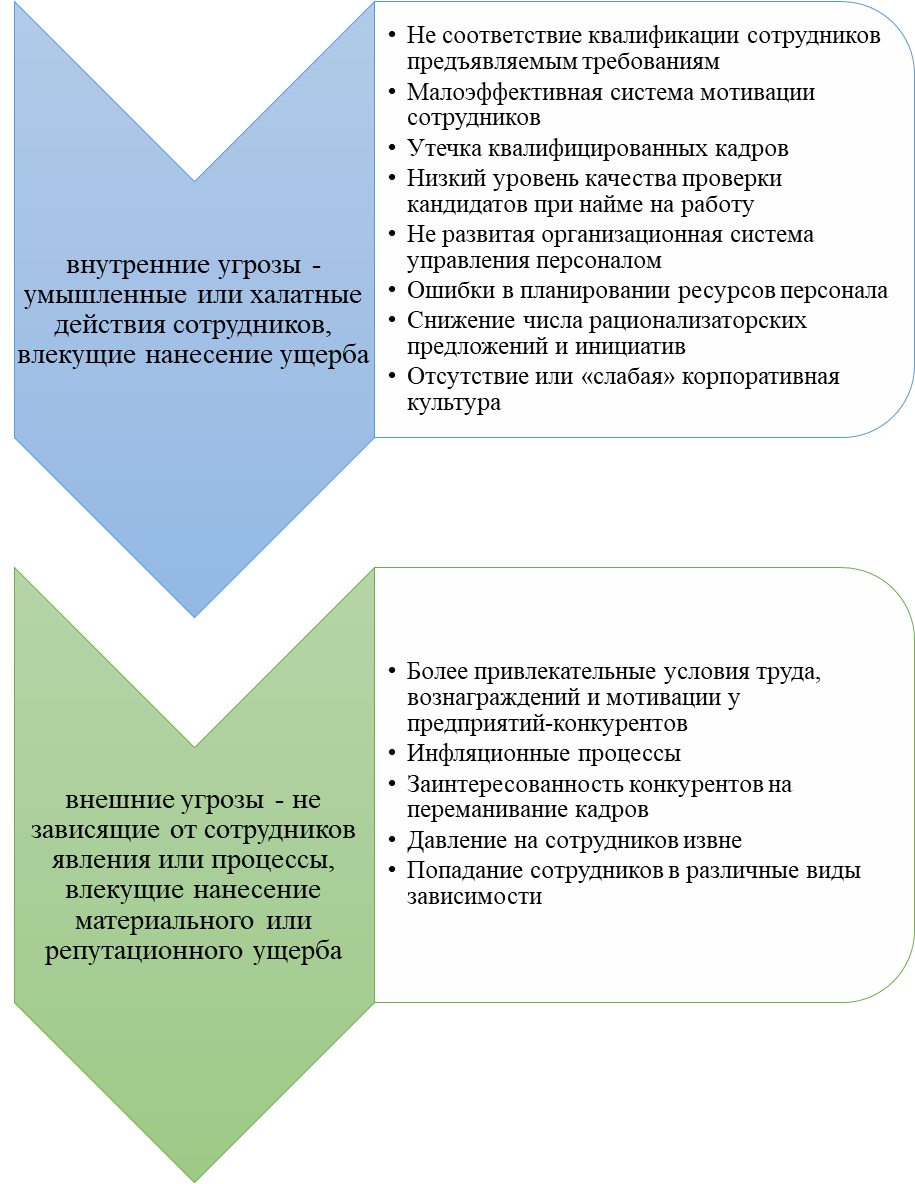 внутренние угрозы -
умышленные или халатные
действия сотрудников,
влекущие нанесение ущерба
• Не соответствие квалификации сотрудников
предъявляемым требованиям
• Малоэффективная система мотивации
сотрудников
• Утечка квалифицированных кадров
• Низкий уровень качества проверки
кандидатов при найме на работу
• Не развитая организационная система
управления персоналом
• Ошибки в планировании ресурсов персонала
• Снижение числа рационализаторских
предложений и инициатив
• Отсутствие или «слабая» корпоративная
культура
внешние угрозы - не
зависящие от сотрудников
явления или процессы,
влекущие нанесение
материального или
репутационного ущерба
• Более привлекательные условия труда,
вознаграждений и мотивации у
предприятий-конкурентов
• Инфляционные процессы
• Заинтересованность конкурентов на
переманивание кадров
• Давление на сотрудников извне
• Попадание сотрудников в различные виды
зависимости